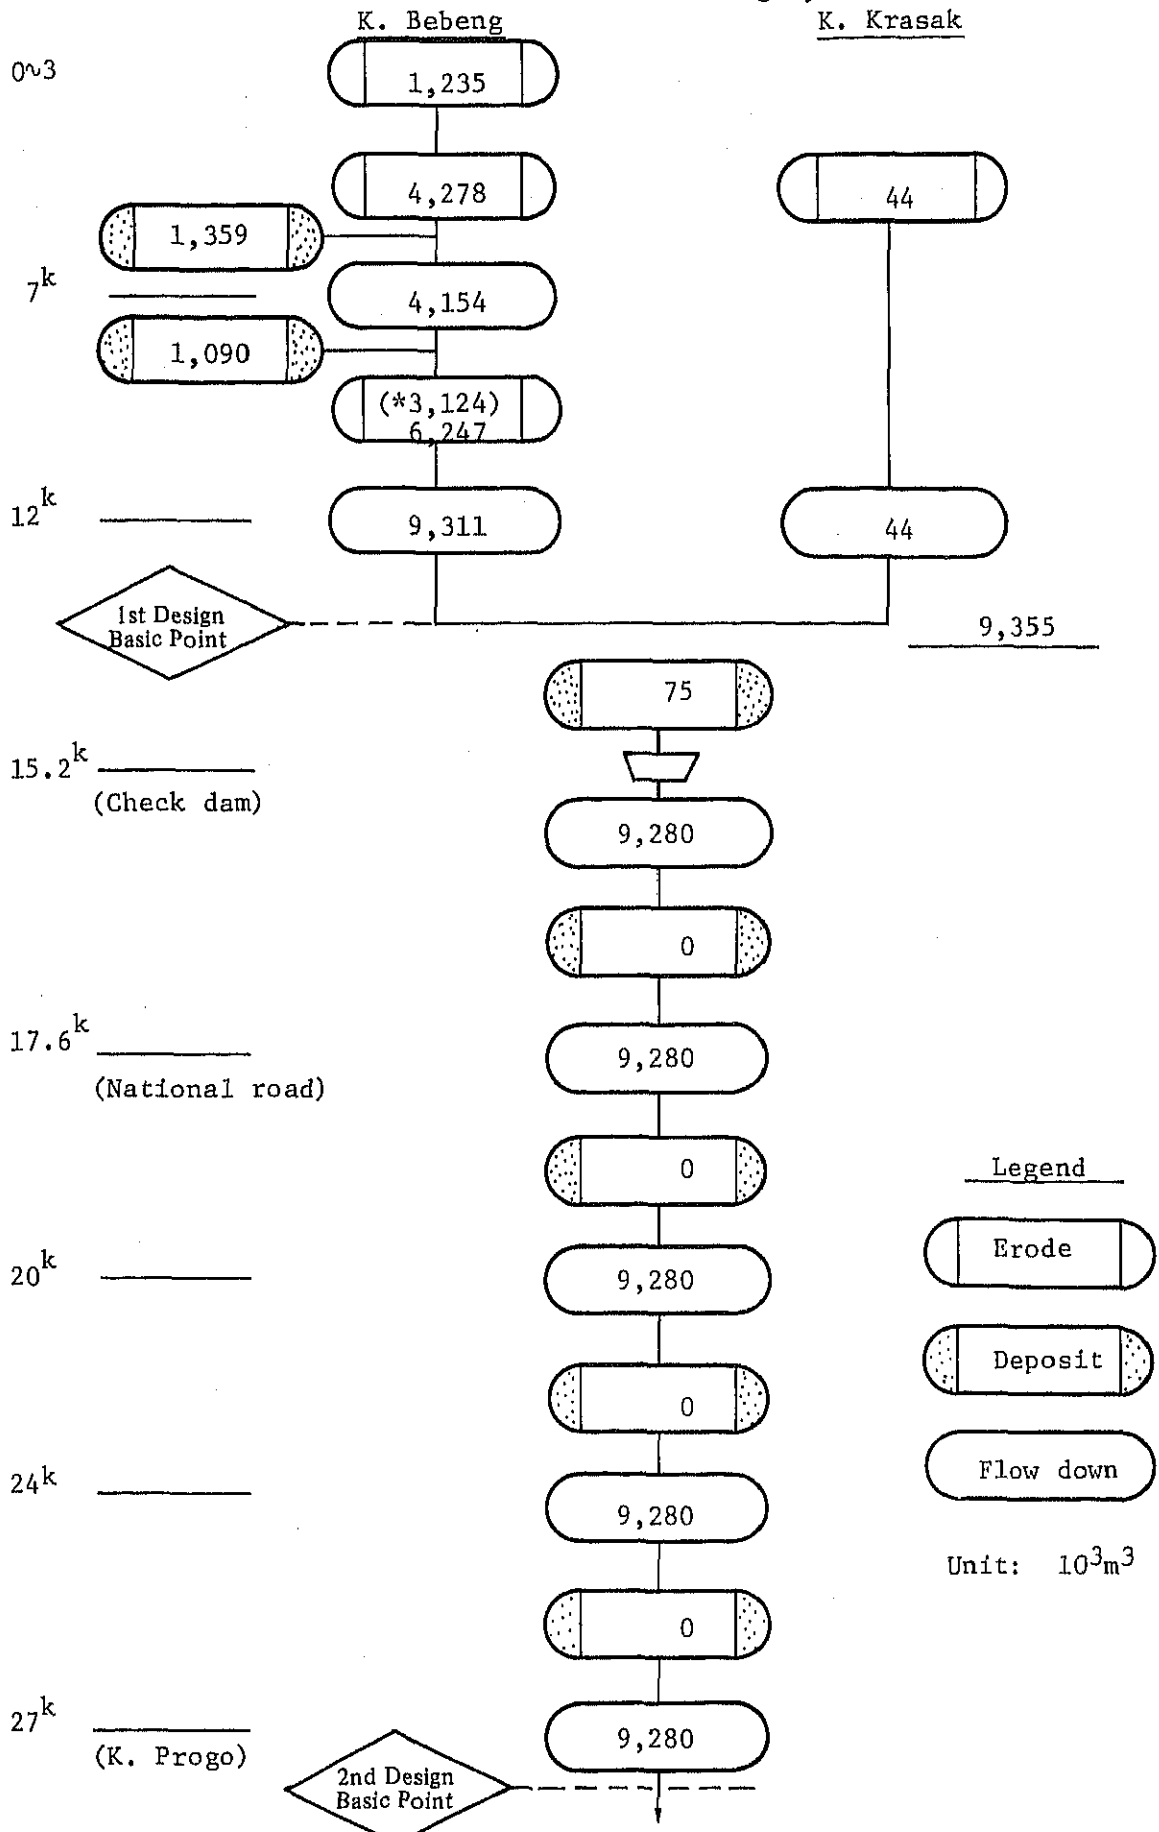 K. Bebeng
K. Krasak
0~3
1,235
4,278
44
1,359
7k
4,154
1,090
(*3,124)
6,247
12k
9,311
44
1st Design
Basic Point
9,355
75
15.2k
(Check dam)
9,280
0
17.6k
9,280
(National road)
0
Legend
Erode
20k
9,280
Deposit
0
Flow down
24k
9,280
Unit: 10³m³
0
27k
9,280
(K. Progo)
2nd Design
Basic Point